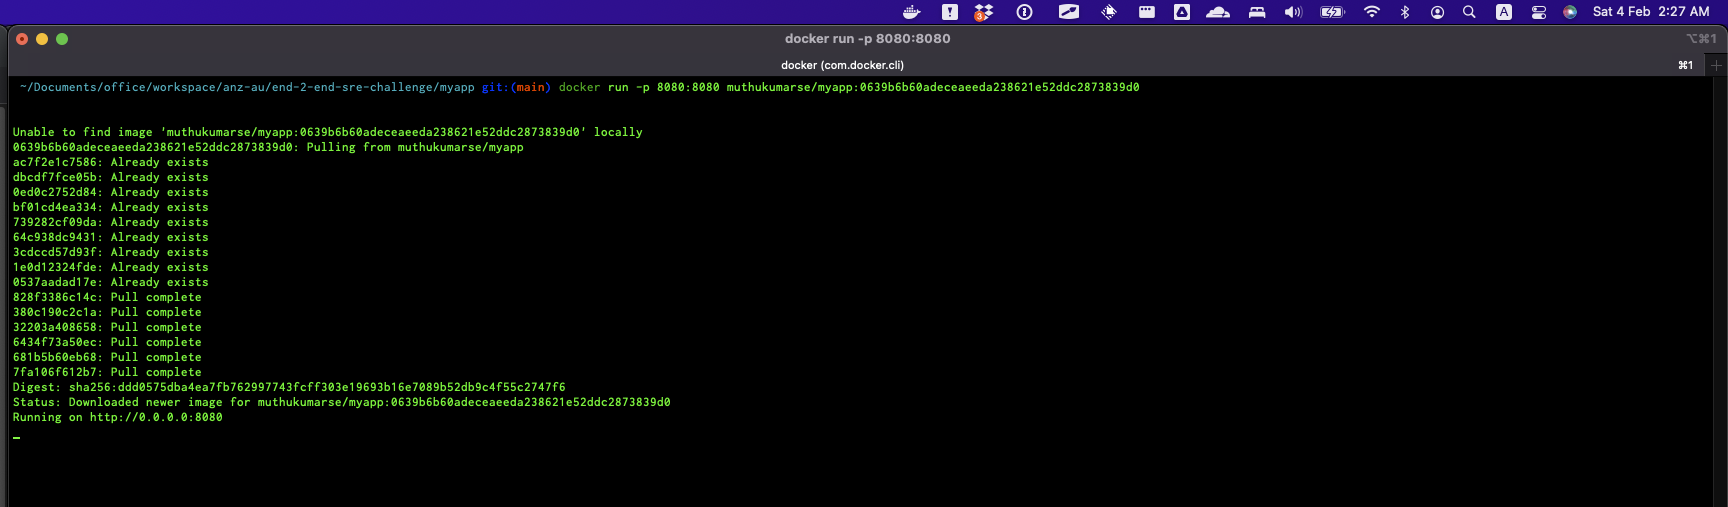 Sat 4 Feb 2:27 AM
docker run -p 8080:8080
⌥⌘1
docker (com.docker.cli)
⌘1
~/Documents/office/workspace/anz-au/end-2-end-sre-challenge/myapp git:(main) docker run -p 8080:8080 muthukumarse/myapp:0639b6b60adeceaeeda238621e52ddc2873839d0
Unable to find image 'muthukumarse/myapp:0639b6b60adeceaeeda238621e52ddc2873839d0' locally
0639b6b60adeceaeeda238621e52ddc2873839d0: Pulling from muthukumarse/myapp
ac7f2e1c7586: Already exists
dbcdf7fce05b: Already exists
0ed0c2752d84: Already exists
bf01cd4ea334: Already exists
739282cf09da: Already exists
64c938dc9431: Already exists
3cdccd57d93f: Already exists
1e0d12324fde: Already exists
0537aadad17e: Already exists
828f3386c14c: Pull complete
380c190c2c1a: Pull complete
32203a408658: Pull complete
6434f73a50ec: Pull complete
681b5b60eb68: Pull complete
7fa106f612b7: Pull complete
Digest: sha256:ddd0575dba4ea7fb762997743fcff303e19693b16e7089b52db9c4f55c2747f6
Status: Downloaded newer image for muthukumarse/myapp:0639b6b60adeceaeeda238621e52ddc2873839d0
Running on http://0.0.0.0:8080